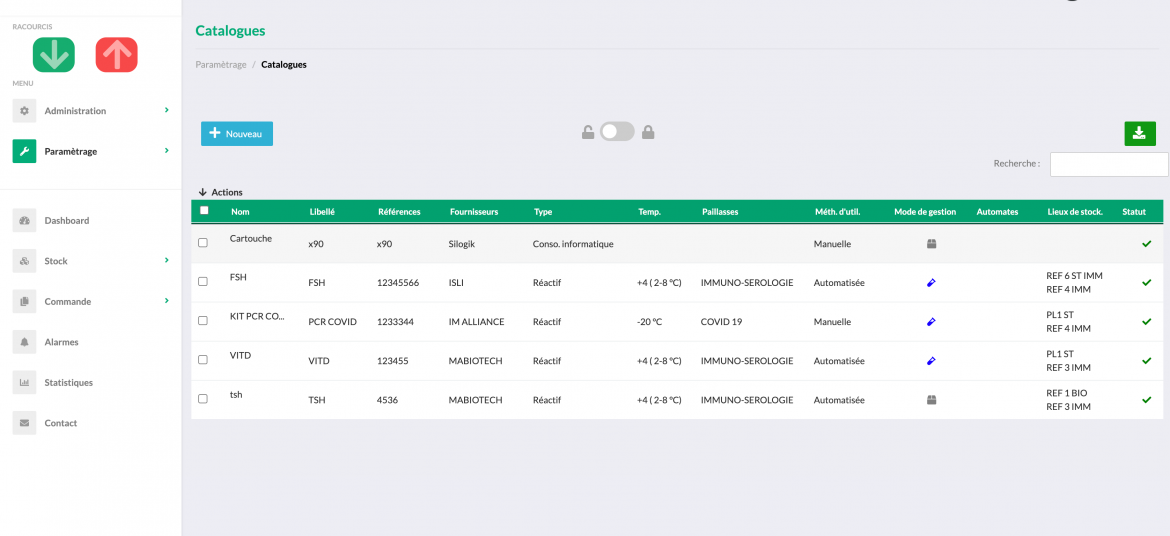 RACOURCIS
MENU
Administration
Paramètrage
Dashboard
Stock
Commande
Alarmes
Statistiques
Contact
Catalogues
Paramètrage / Catalogues
Nouveau
Recherche :
Actions
Nom Libellé Références Fournisseurs Type Temp. Paillasses Méth. d'util. Mode de gestion Automates Lieux de stock. Statut
Cartouche x90 x90 Silogik Conso. informatique Manuelle
FSH FSH 12345566 ISLI Réactif +4 ( 2-8 °C) IMMUNO-SEROLOGIE Automatisée REF 6 ST IMM
REF 4 IMM
KIT PCR CO... PCR COVID 1233344 IM ALLIANCE Réactif -20 °C COVID 19 Manuelle PL1 ST
REF 4 IMM
VITD VITD 123455 MABIOTECH Réactif +4 ( 2-8 °C) IMMUNO-SEROLOGIE Automatisée PL1 ST
REF 3 IMM
tsh TSH 4536 MABIOTECH Réactif +4 ( 2-8 °C) IMMUNO-SEROLOGIE Automatisée REF 1 BIO
REF 3 IMM